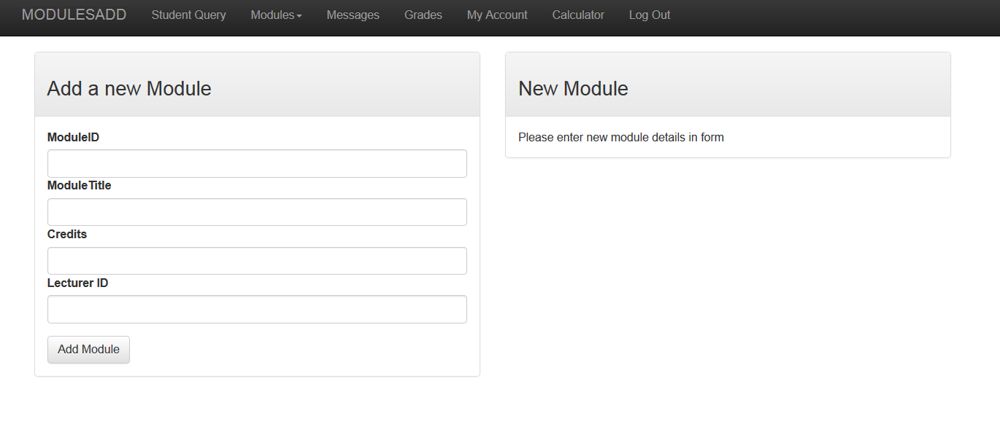 MODULESADD Student Query Modules Messages Grades My Account Calculator Log Out
Add a new Module
ModuleID
ModuleTitle
Credits
Lecturer ID
Add Module
New Module
Please enter new module details in form